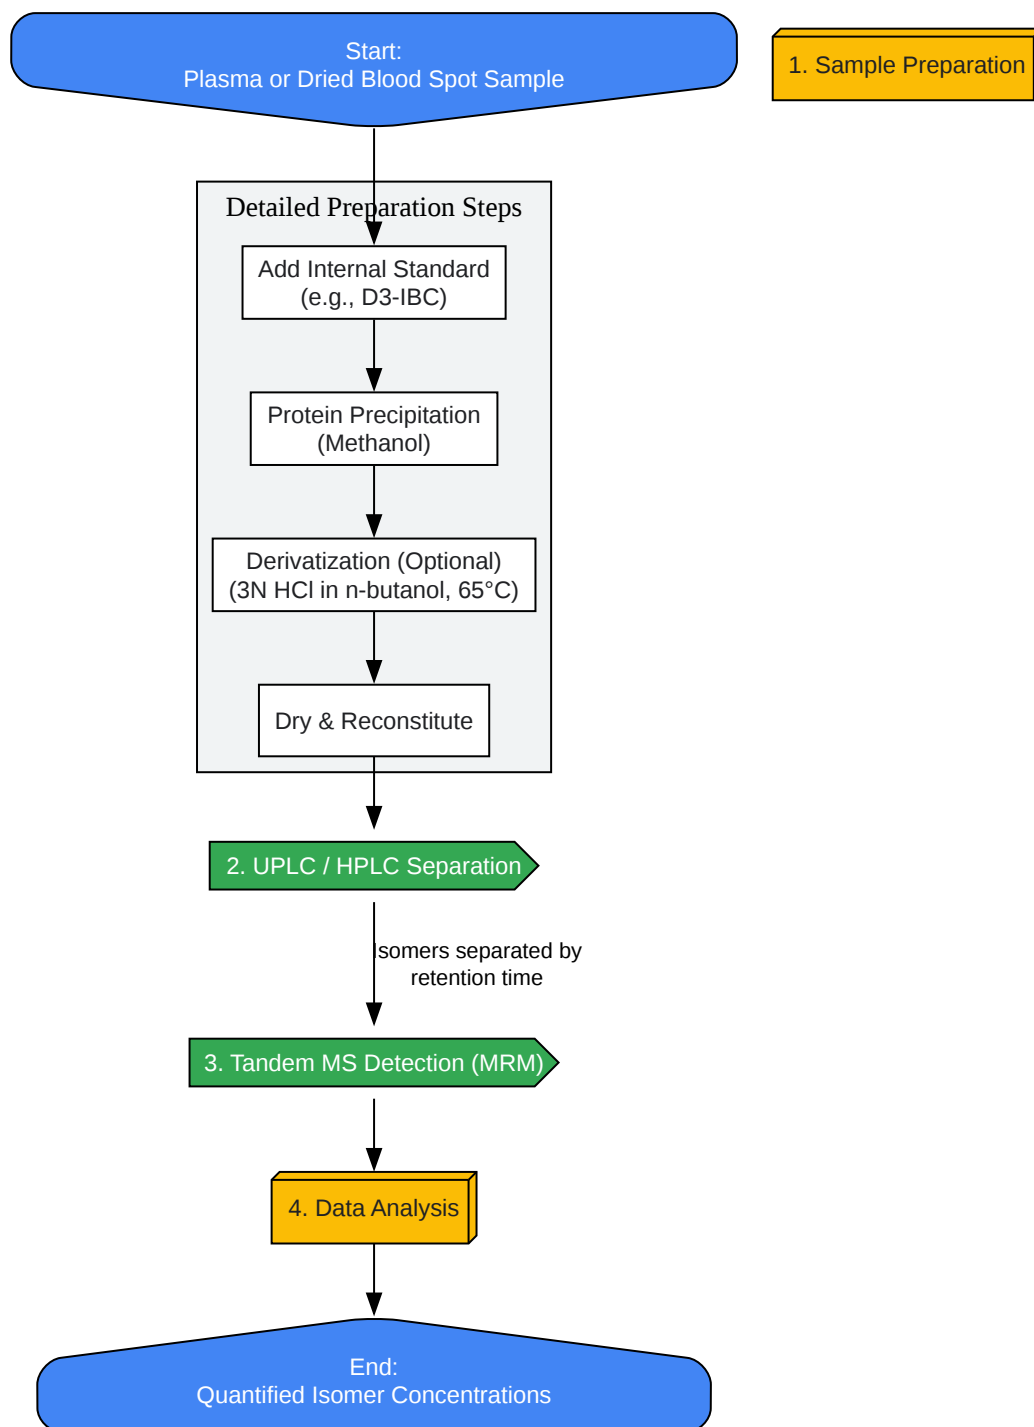 Start:
Plasma or Dried Blood Spot Sample
1. Sample Preparation
Detailed Preparation Steps
Add Internal Standard
(e.g., D3-IBC)
Protein Precipitation
(Methanol)
Derivatization (Optional)
(3N HCl in n-butanol, 65°C)
Dry & Reconstitute
2. UPLC / HPLC Separation
Isomers separated by
retention time
3. Tandem MS Detection (MRM)
4. Data Analysis
End:
Quantified Isomer Concentrations